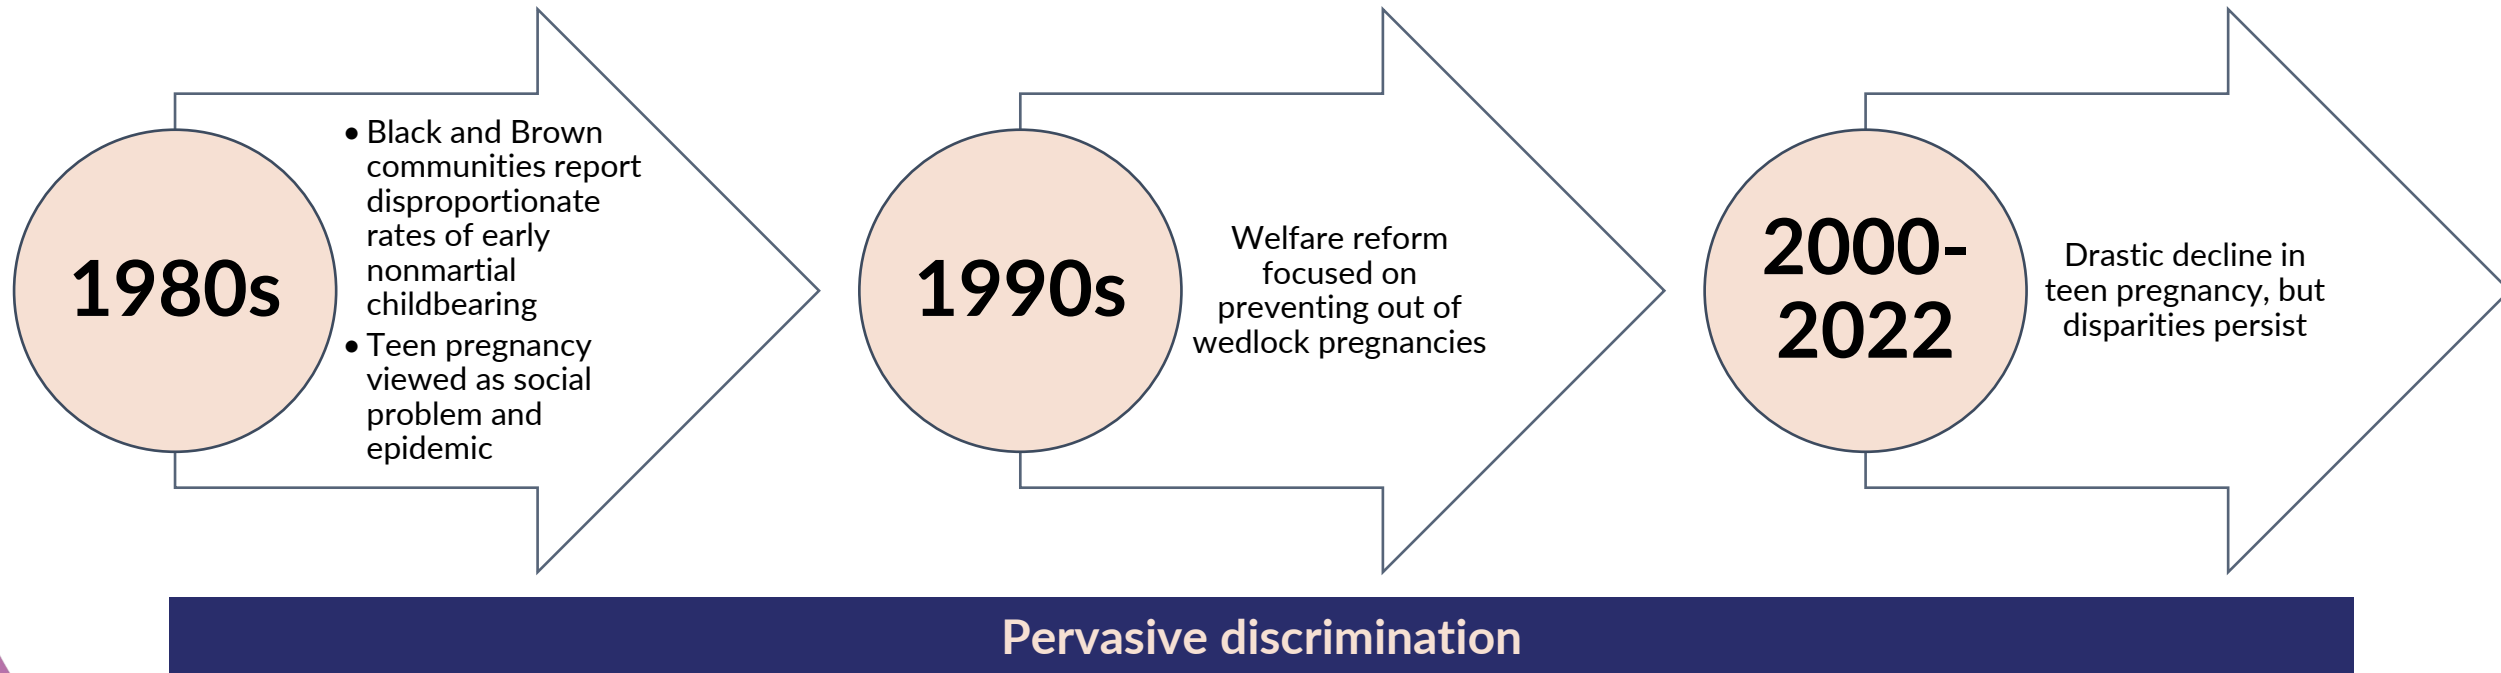 1980s
• Black and Brown
communities report
disproportionate
rates of early
nonmartial
childbearing
• Teen pregnancy
viewed as social
problem and
epidemic
1990s
Welfare reform
focused on
preventing out of
wedlock pregnancies
2000-
2022
Drastic decline in
teen pregnancy, but
disparities persist
Pervasive discrimination